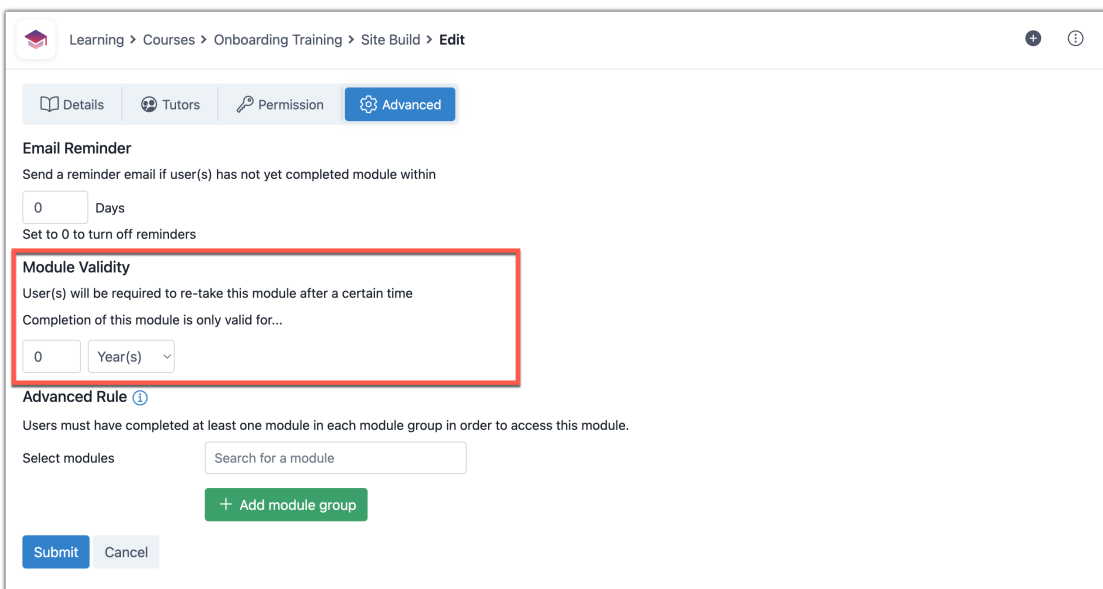 Learning > Courses > Onboarding Training > Site Build > Edit
Details Tutors Permission Advanced
Email Reminder
Send a reminder email if user(s) has not yet completed module within
0 Days
Set to 0 to turn off reminders
Module Validity
User(s) will be required to re-take this module after a certain time
Completion of this module is only valid for...
0 Year(s)
Advanced Rule
Users must have completed at least one module in each module group in order to access this module.
Select modules Search for a module
+ Add module group
Submit Cancel